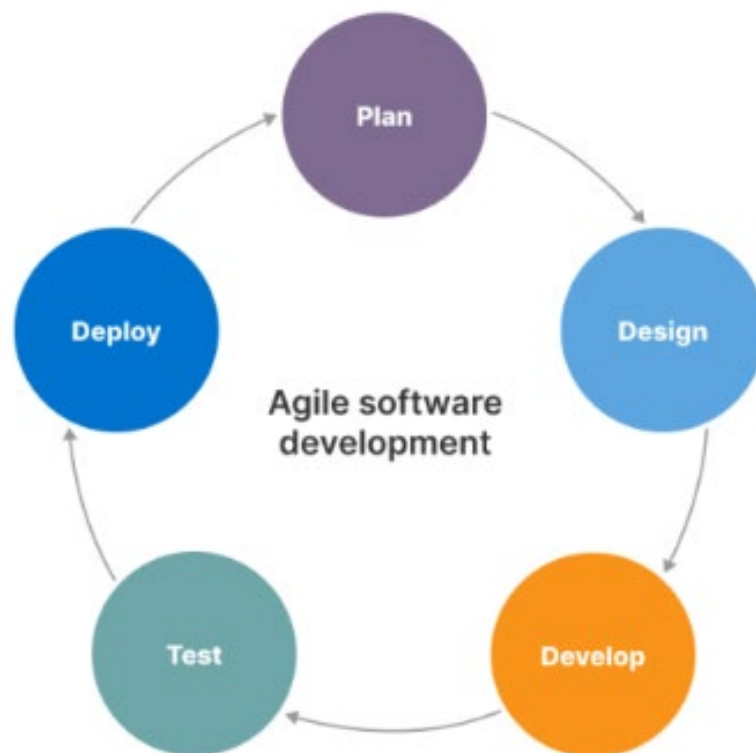 Plan
Deploy
Design
Agile software
development
Test
Develop